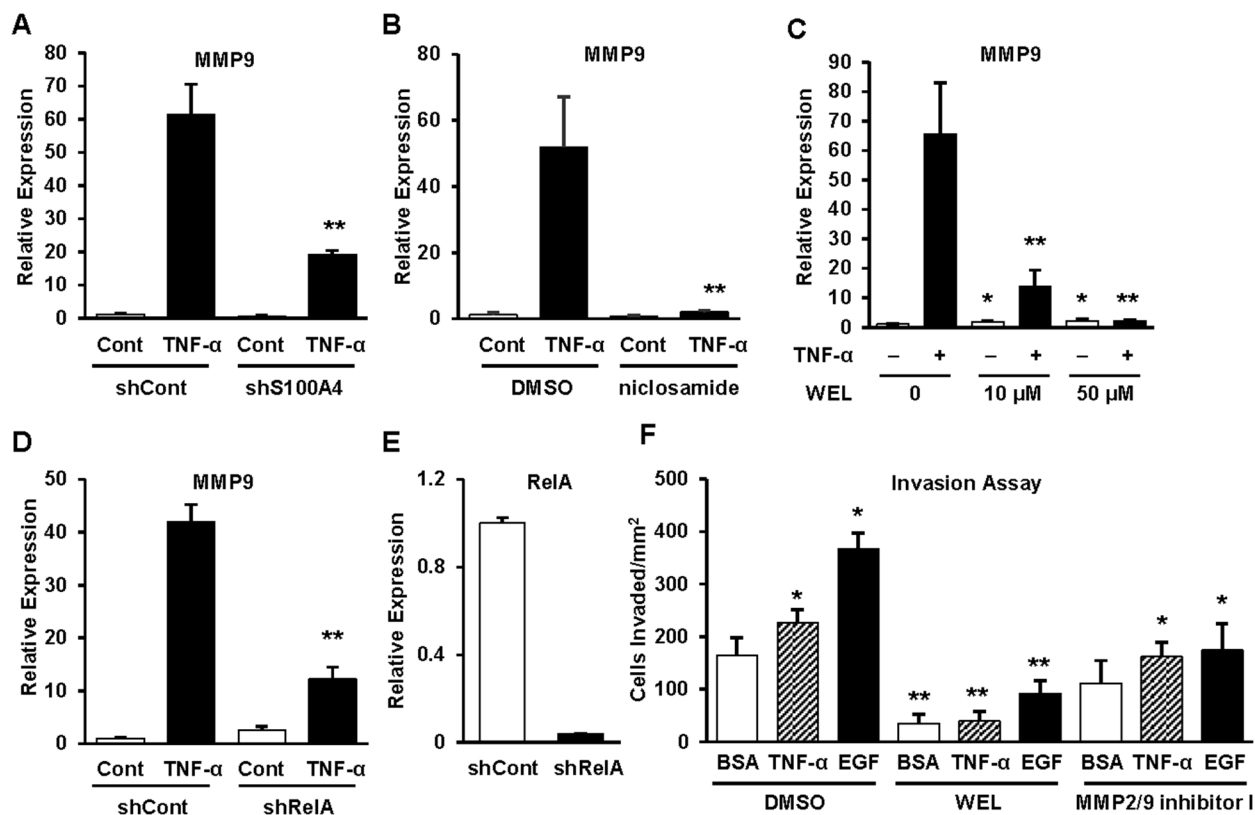 A
MMP9
Relative Expression
80
70
60
50
40
30
20
10
0
**
Cont TNF-α Cont TNF-α
shCont shS100A4
B
MMP9
Relative Expression
80
60
40
20
0
**
Cont TNF-α Cont TNF-α
DMSO niclosamide
C
MMP9
Relative Expression
90
80
70
60
50
40
30
20
10
0
* ** * **
TNF-α – + – + – +
WEL 0 10 µM 50 µM
D
MMP9
Relative Expression
50
40
30
20
10
0
**
Cont TNF-α Cont TNF-α
shCont shRelA
E
RelA
Relative Expression
1.2
0.8
0.4
0
shCont shRelA
F
Invasion Assay
Cells Invaded/mm²
500
400
300
200
100
0
* * ** ** ** * *
BSA TNF-α EGF BSA TNF-α EGF BSA TNF-α EGF
DMSO WEL MMP2/9 inhibitor I